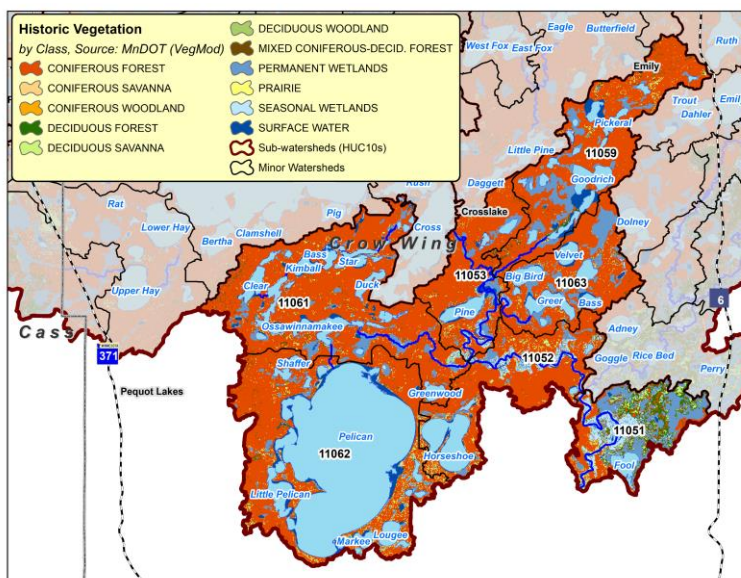 Historic Vegetation
by Class, Source: MnDOT (VegMod)
CONIFEROUS FOREST
CONIFEROUS SAVANNA
CONIFEROUS WOODLAND
DECIDUOUS FOREST
DECIDUOUS SAVANNA
DECIDUOUS WOODLAND
MIXED CONIFEROUS-DECID. FOREST
PERMANENT WETLANDS
PRAIRIE
SEASONAL WETLANDS
SURFACE WATER
Sub-watersheds (HUC10s)
Minor Watersheds
Eagle
Butterfield
West Fox
East Fox
Ruth
Emily
Trout
Emily
Dahler
Pickeral
Little Pine
11059
Daggett
Goodrich
Rush
Rat
Pig
Crosslake
Lower Hay
Clamshell
Cross
Dolney
Bertha
Crow Wing
Bass
Star
Velvet
Kimball
11053
Big Bird
11063
Upper Hay
Clear
Duck
Greer
Bass
11061
6
Pine
Cass
Ossawinnamakee
Adney
371
Shaffer
11052
Goggle
Rice Bed
Perry
Pequot Lakes
Greenwood
Pelican
11051
11062
Horseshoe
Fool
Little Pelican
Lougee
Markee